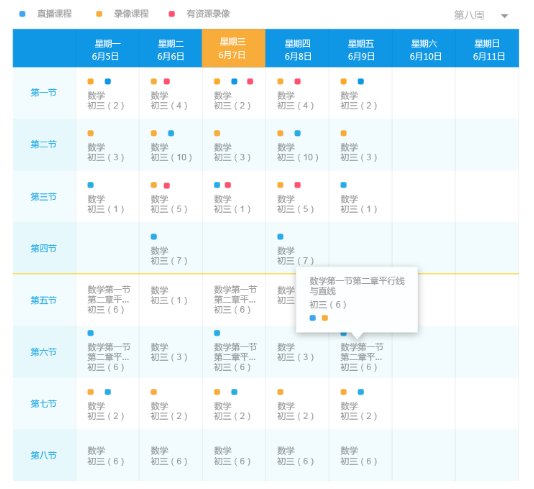 直播课程 录像课程 有资源录像 第八周
星期一 星期二 星期三 星期四 星期五 星期六 星期日
6月5日 6月6日 6月7日 6月8日 6月9日 6月10日 6月11日
第一节 数学 数学 数学 数学 数学
初三(2) 初三(4) 初三(2) 初三(4) 初三(2)
第二节 数学 数学 数学 数学 数学
初三(3) 初三(10) 初三(3) 初三(10) 初三(3)
第三节 数学 数学 数学 数学 数学
初三(1) 初三(5) 初三(1) 初三(5) 初三(1)
第四节 数学 数学
初三(7) 初三(7)
数学第一节第二章平行线
与直线
初三(6)
第五节 数学第一节 数学 数学第一节 数学
第二章平... 初三(1) 第二章平... 初三
初三(6) 初三(6)
第六节 数学第一节 数学 数学第一节 数学 数学第一节
第二章平... 初三(3) 第二章平... 初三(3) 第二章平...
初三(6) 初三(6) 初三(6)
第七节 数学 数学 数学 数学 数学
初三(2) 初三(2) 初三(2) 初三(2) 初三(2)
第八节 数学 数学 数学 数学 数学
初三(6) 初三(6) 初三(6) 初三(6) 初三(6)